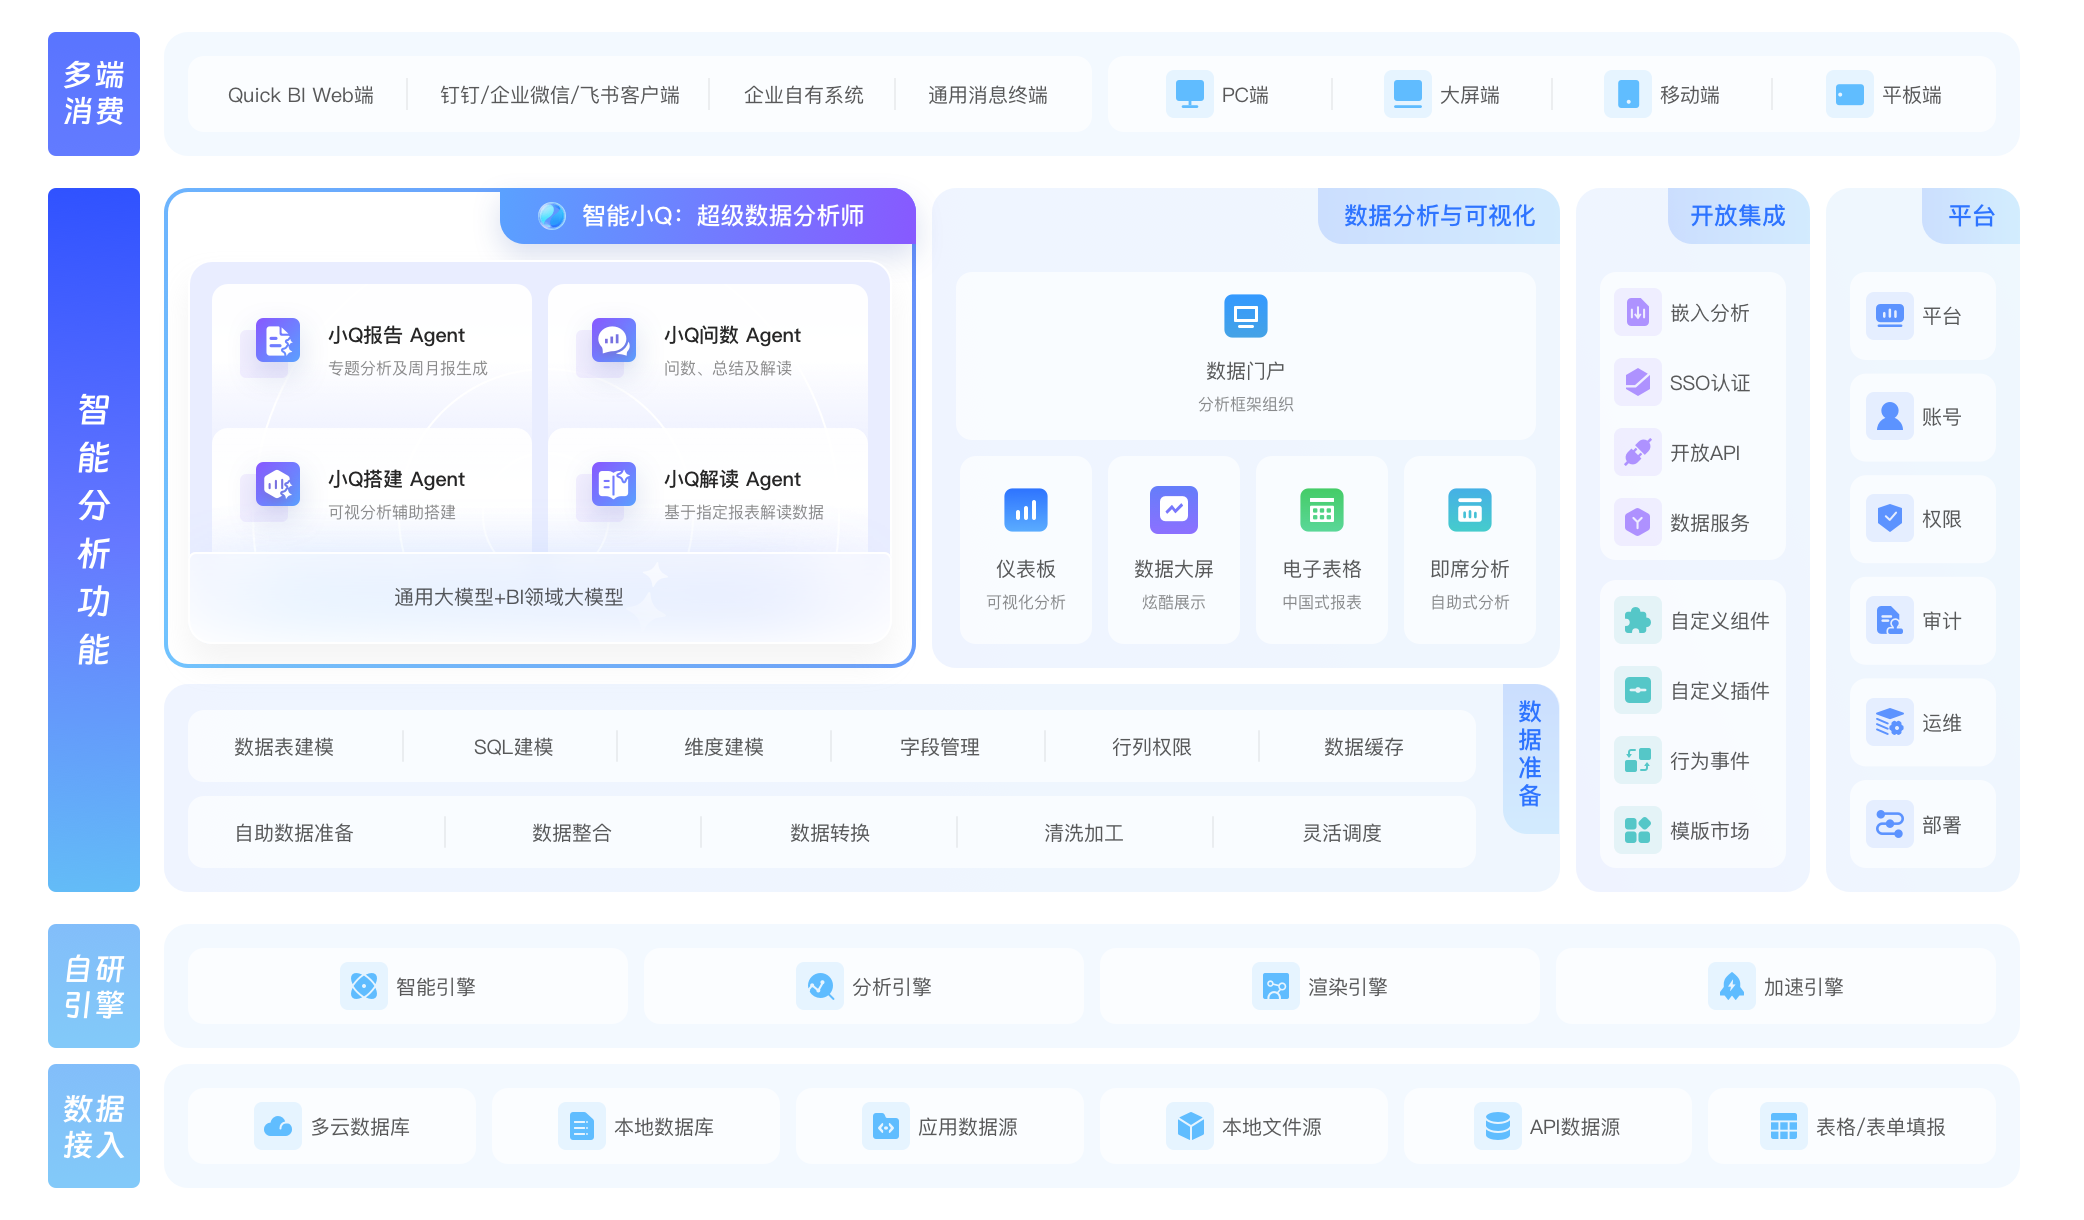 多端
消费
Quick BI Web端
钉钉/企业微信/飞书客户端
企业自有系统
通用消息终端
PC端
大屏端
移动端
平板端
智能分析功能
智能小Q：超级数据分析师
小Q报告 Agent
专题分析及周月报生成
小Q问数 Agent
问数、总结及解读
小Q搭建 Agent
可视分析辅助搭建
小Q解读 Agent
基于指定报表解读数据
通用大模型+BI领域大模型
数据分析与可视化
数据门户
分析框架组织
仪表板
可视化分析
数据大屏
炫酷展示
电子表格
中国式报表
即席分析
自助式分析
数据准备
数据表建模
SQL建模
维度建模
字段管理
行列权限
数据缓存
自助数据准备
数据整合
数据转换
清洗加工
灵活调度
开放集成
嵌入分析
SSO认证
开放API
数据服务
自定义组件
自定义插件
行为事件
模版市场
平台
平台
账号
权限
审计
运维
部署
自研
引擎
智能引擎
分析引擎
渲染引擎
加速引擎
数据
接入
多云数据库
本地数据库
应用数据源
本地文件源
API数据源
表格/表单填报